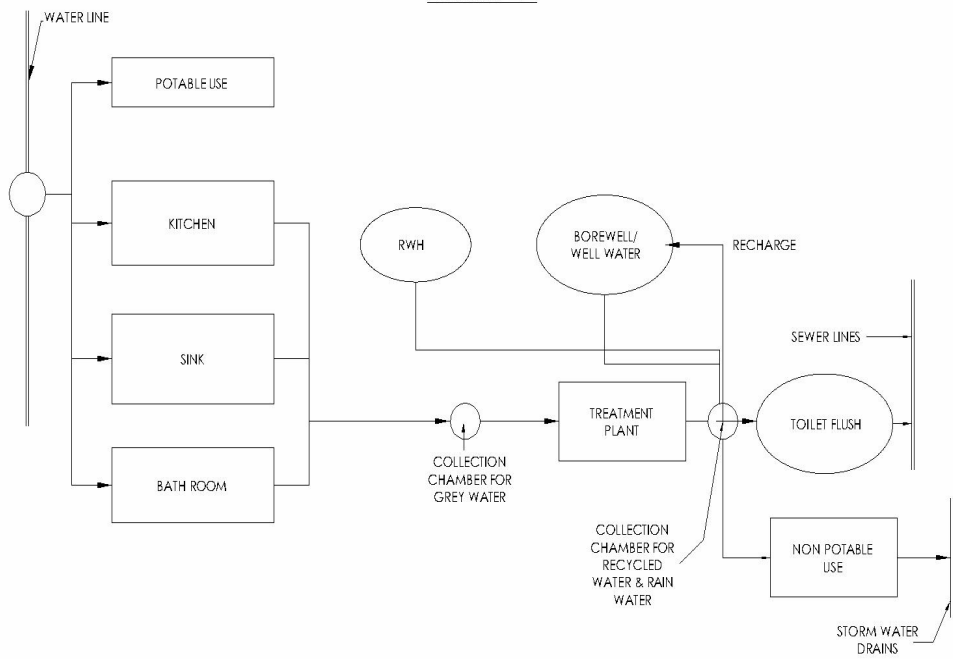 WATER LINE
POTABLE USE
KITCHEN
RWH
BOREWELL/
WELL WATER
RECHARGE
SINK
SEWER LINES
TREATMENT
PLANT
TOILET FLUSH
BATH ROOM
COLLECTION
CHAMBER FOR
GREY WATER
COLLECTION
CHAMBER FOR
RECYCLED
WATER & RAIN
WATER
NON POTABLE
USE
STORM WATER
DRAINS